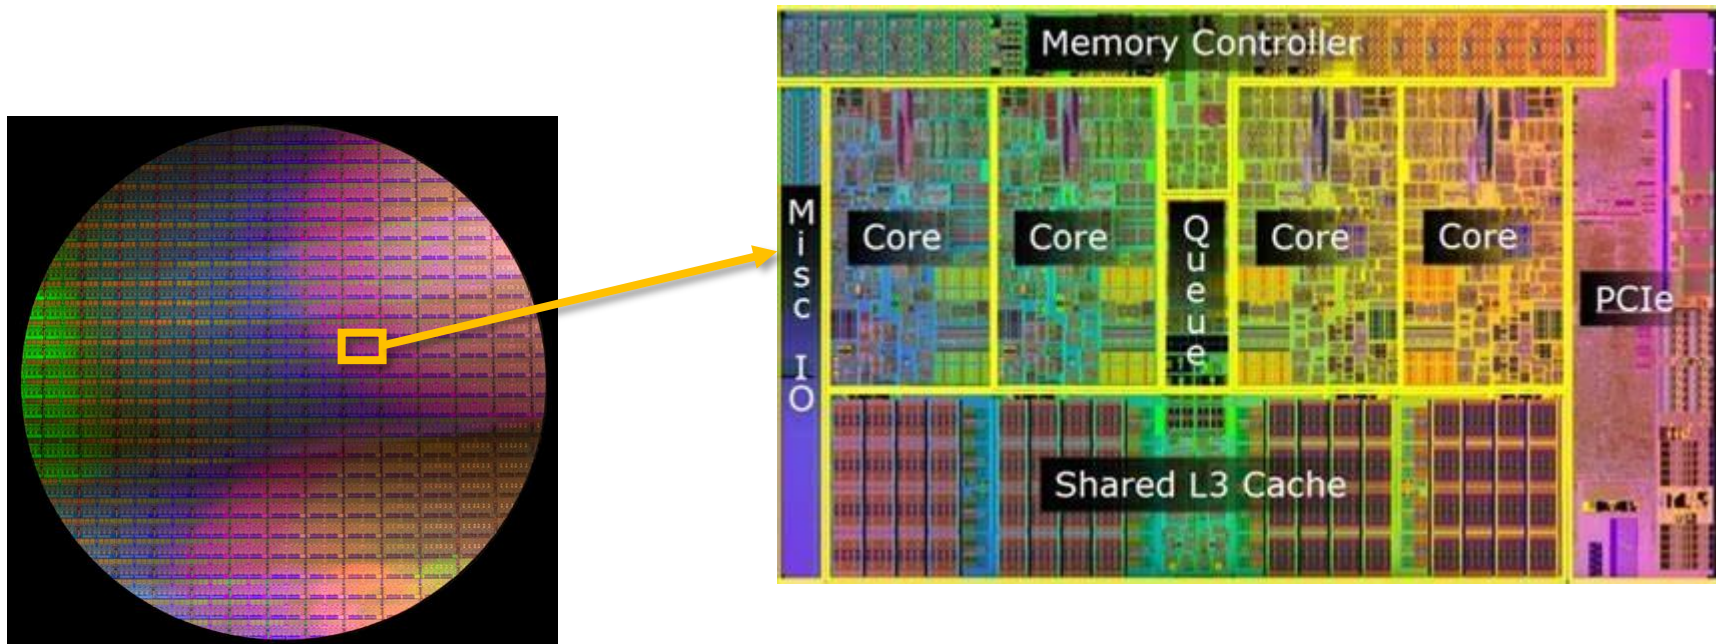 Memory Controller
Misc IO
Core
Core
Queue
Core
Core
PCIe
Shared L3 Cache